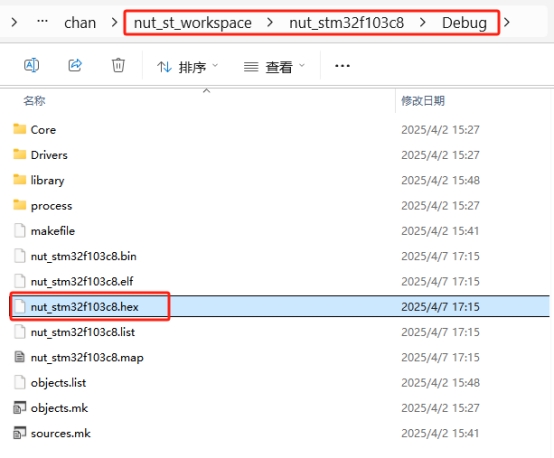 … chan > nut_st_workspace > nut_stm32f103c8 > Debug >
排序 查看 …
名称 修改日期
Core 2025/4/2 15:27
Drivers 2025/4/2 15:27
library 2025/4/2 15:48
process 2025/4/2 15:27
makefile 2025/4/2 15:41
nut_stm32f103c8.bin 2025/4/7 17:15
nut_stm32f103c8.elf 2025/4/7 17:15
nut_stm32f103c8.hex 2025/4/7 17:15
nut_stm32f103c8.list 2025/4/7 17:15
nut_stm32f103c8.map 2025/4/7 17:15
objects.list 2025/4/2 15:48
objects.mk 2025/4/2 15:27
sources.mk 2025/4/2 15:41